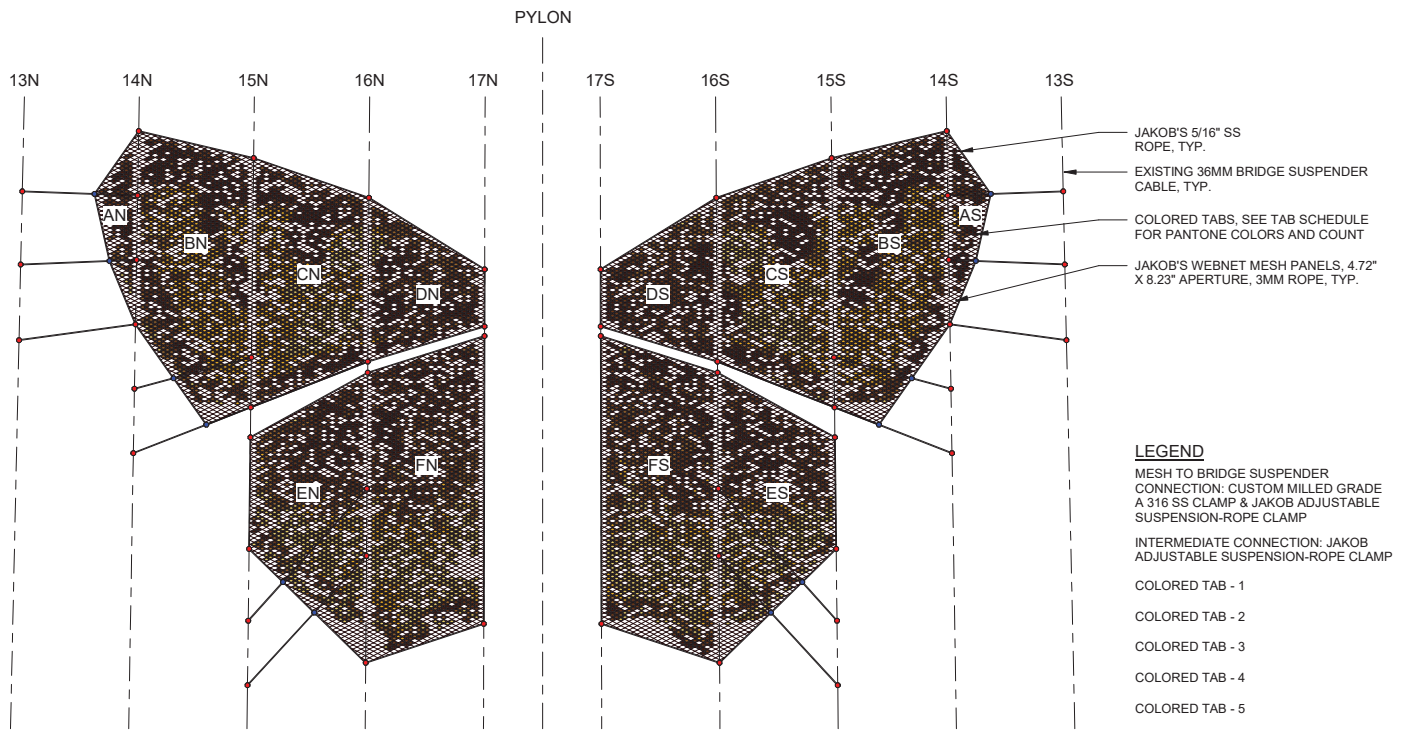 PYLON
13N 14N 15N 16N 17N 17S 16S 15S 14S 13S
JAKOB'S 5/16" SS
ROPE, TYP.
EXISTING 36MM BRIDGE SUSPENDER
CABLE, TYP.
COLORED TABS, SEE TAB SCHEDULE
FOR PANTONE COLORS AND COUNT
JAKOB'S WEBNET MESH PANELS, 4.72"
X 8.23" APERTURE, 3MM ROPE, TYP.
AN AS
BN BS
CN CS
DN DS
FN FS
EN ES
LEGEND
MESH TO BRIDGE SUSPENDER
CONNECTION: CUSTOM MILLED GRADE
A 316 SS CLAMP & JAKOB ADJUSTABLE
SUSPENSION-ROPE CLAMP
INTERMEDIATE CONNECTION: JAKOB
ADJUSTABLE SUSPENSION-ROPE CLAMP
COLORED TAB - 1
COLORED TAB - 2
COLORED TAB - 3
COLORED TAB - 4
COLORED TAB - 5